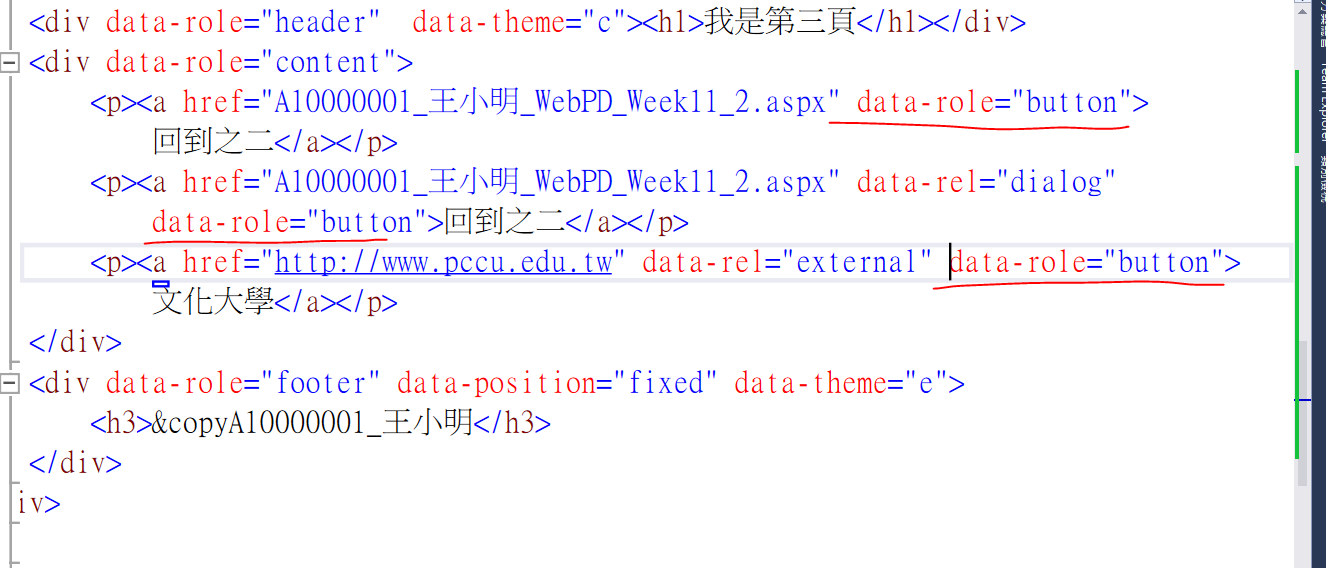 <div data-role="header"  data-theme="c"><h1>我是第三頁</h1></div>
<div data-role="content">
<p><a href="A10000001_王小明_WebPD_Week11_2.aspx" data-role="button">
回到之二</a></p>
<p><a href="A10000001_王小明_WebPD_Week11_2.aspx" data-rel="dialog"
data-role="button">回到之二</a></p>
<p><a href="http://www.pccu.edu.tw" data-rel="external" data-role="button">
文化大學</a></p>
</div>
<div data-role="footer" data-position="fixed" data-theme="e">
<h3>&copyA10000001_王小明</h3>
</div>
iv>
Team Explorer